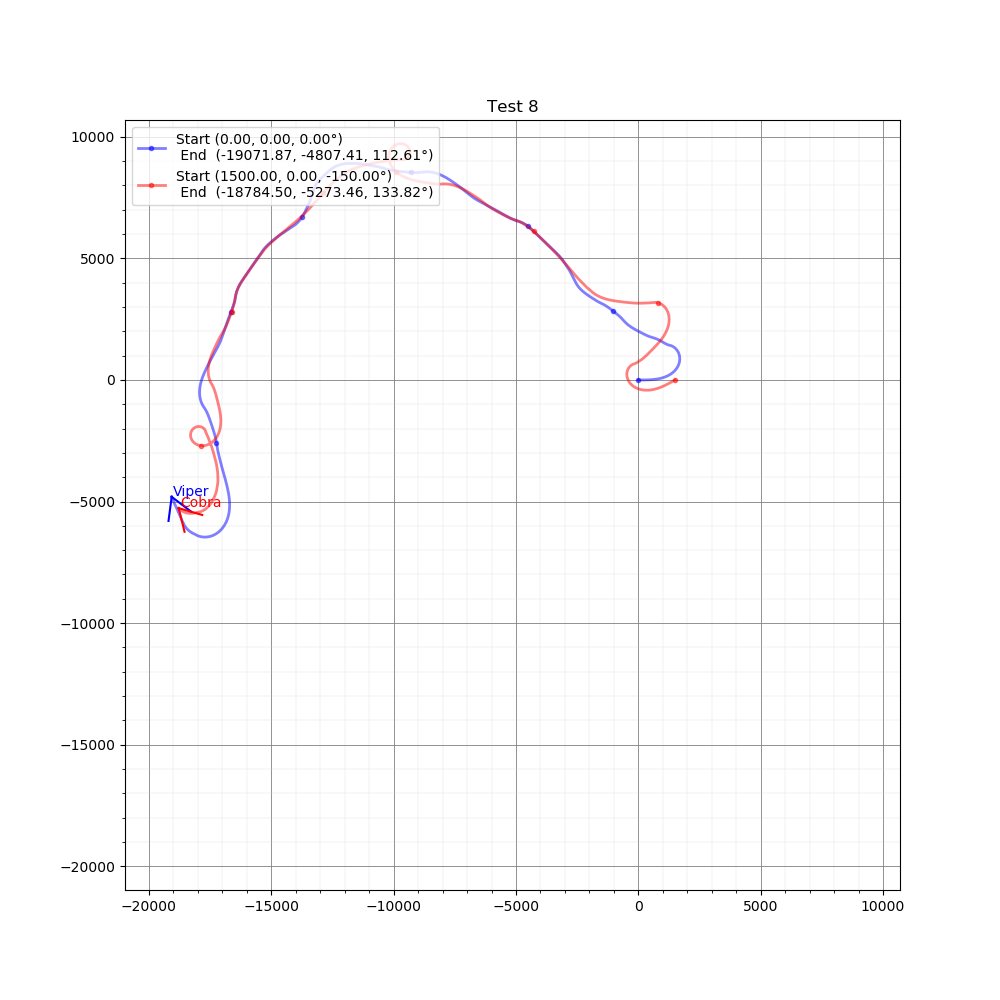 Test 8
Start (0.00, 0.00, 0.00°)
End (-19071.87, -4807.41, 112.61°)
Start (1500.00, 0.00, -150.00°)
End (-18784.50, -5273.46, 133.82°)
10000
5000
0
−5000
−10000
−15000
−20000
Viper
Cobra
−20000 −15000 −10000 −5000 0 5000 10000